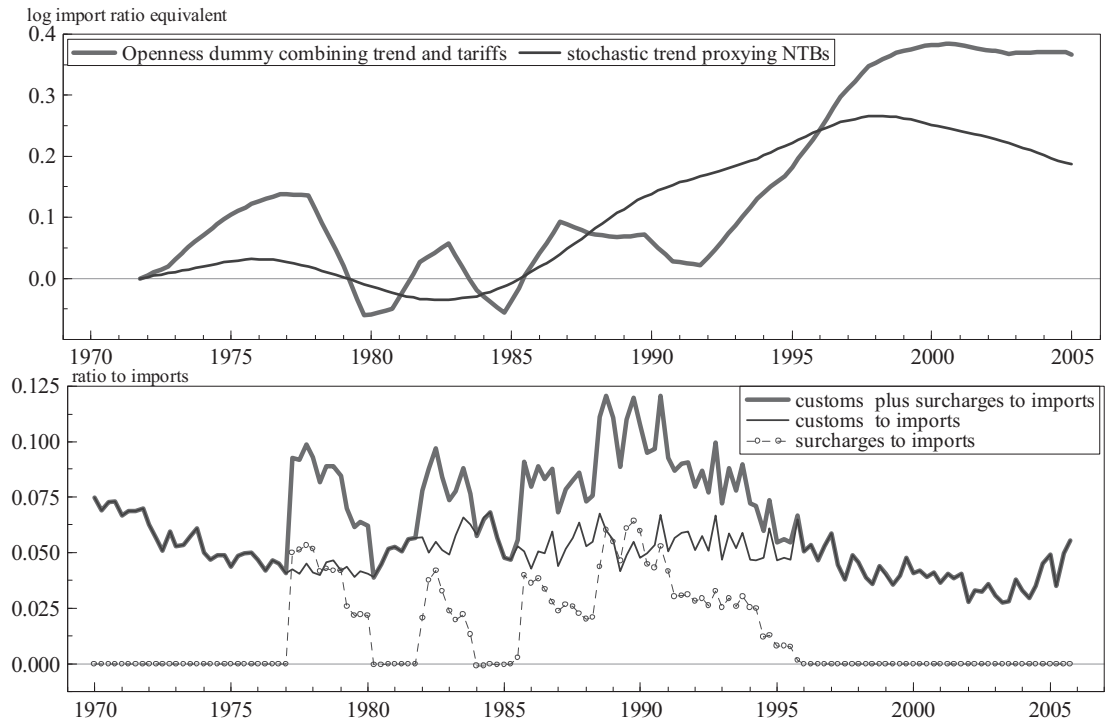 log import ratio equivalent
0.4
Openness dummy combining trend and tariffs stochastic trend proxying NTBs
0.3
0.2
0.1
0.0
1970 1975 1980 1985 1990 1995 2000 2005
ratio to imports
0.125
customs plus surcharges to imports
customs to imports
surcharges to imports
0.100
0.075
0.050
0.025
0.000
1970 1975 1980 1985 1990 1995 2000 2005